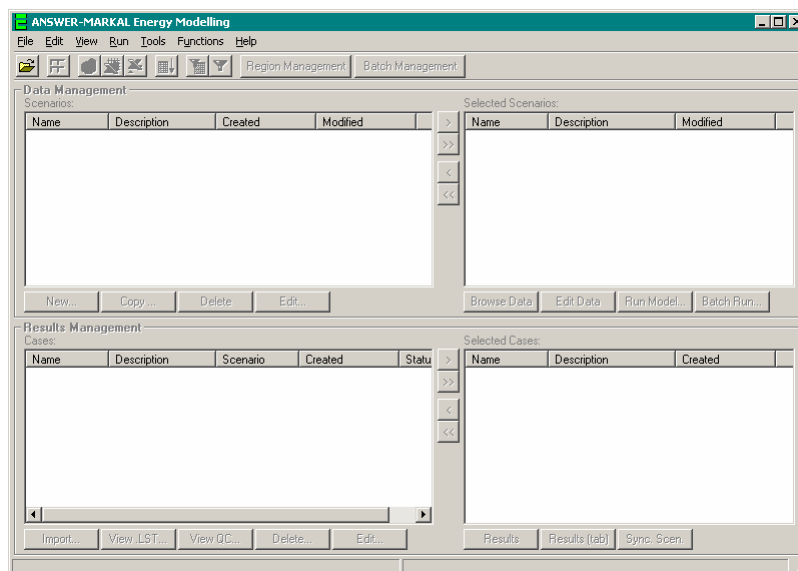 ANSWER-MARKAL Energy Modelling
File Edit View Run Tools Functions Help
Region Management Batch Management
Data Management
Scenarios: Selected Scenarios:
Name Description Created Modified > Name Description Modified
>>
<
<<
New... Copy ... Delete Edit... Browse Data Edit Data Run Model... Batch Run...
Results Management
Cases: Selected Cases:
Name Description Scenario Created Statu > Name Description Created
>>
<
<<
Import... View .LST... View QC... Delete... Edit... Results Results (tab) Sync. Scen.